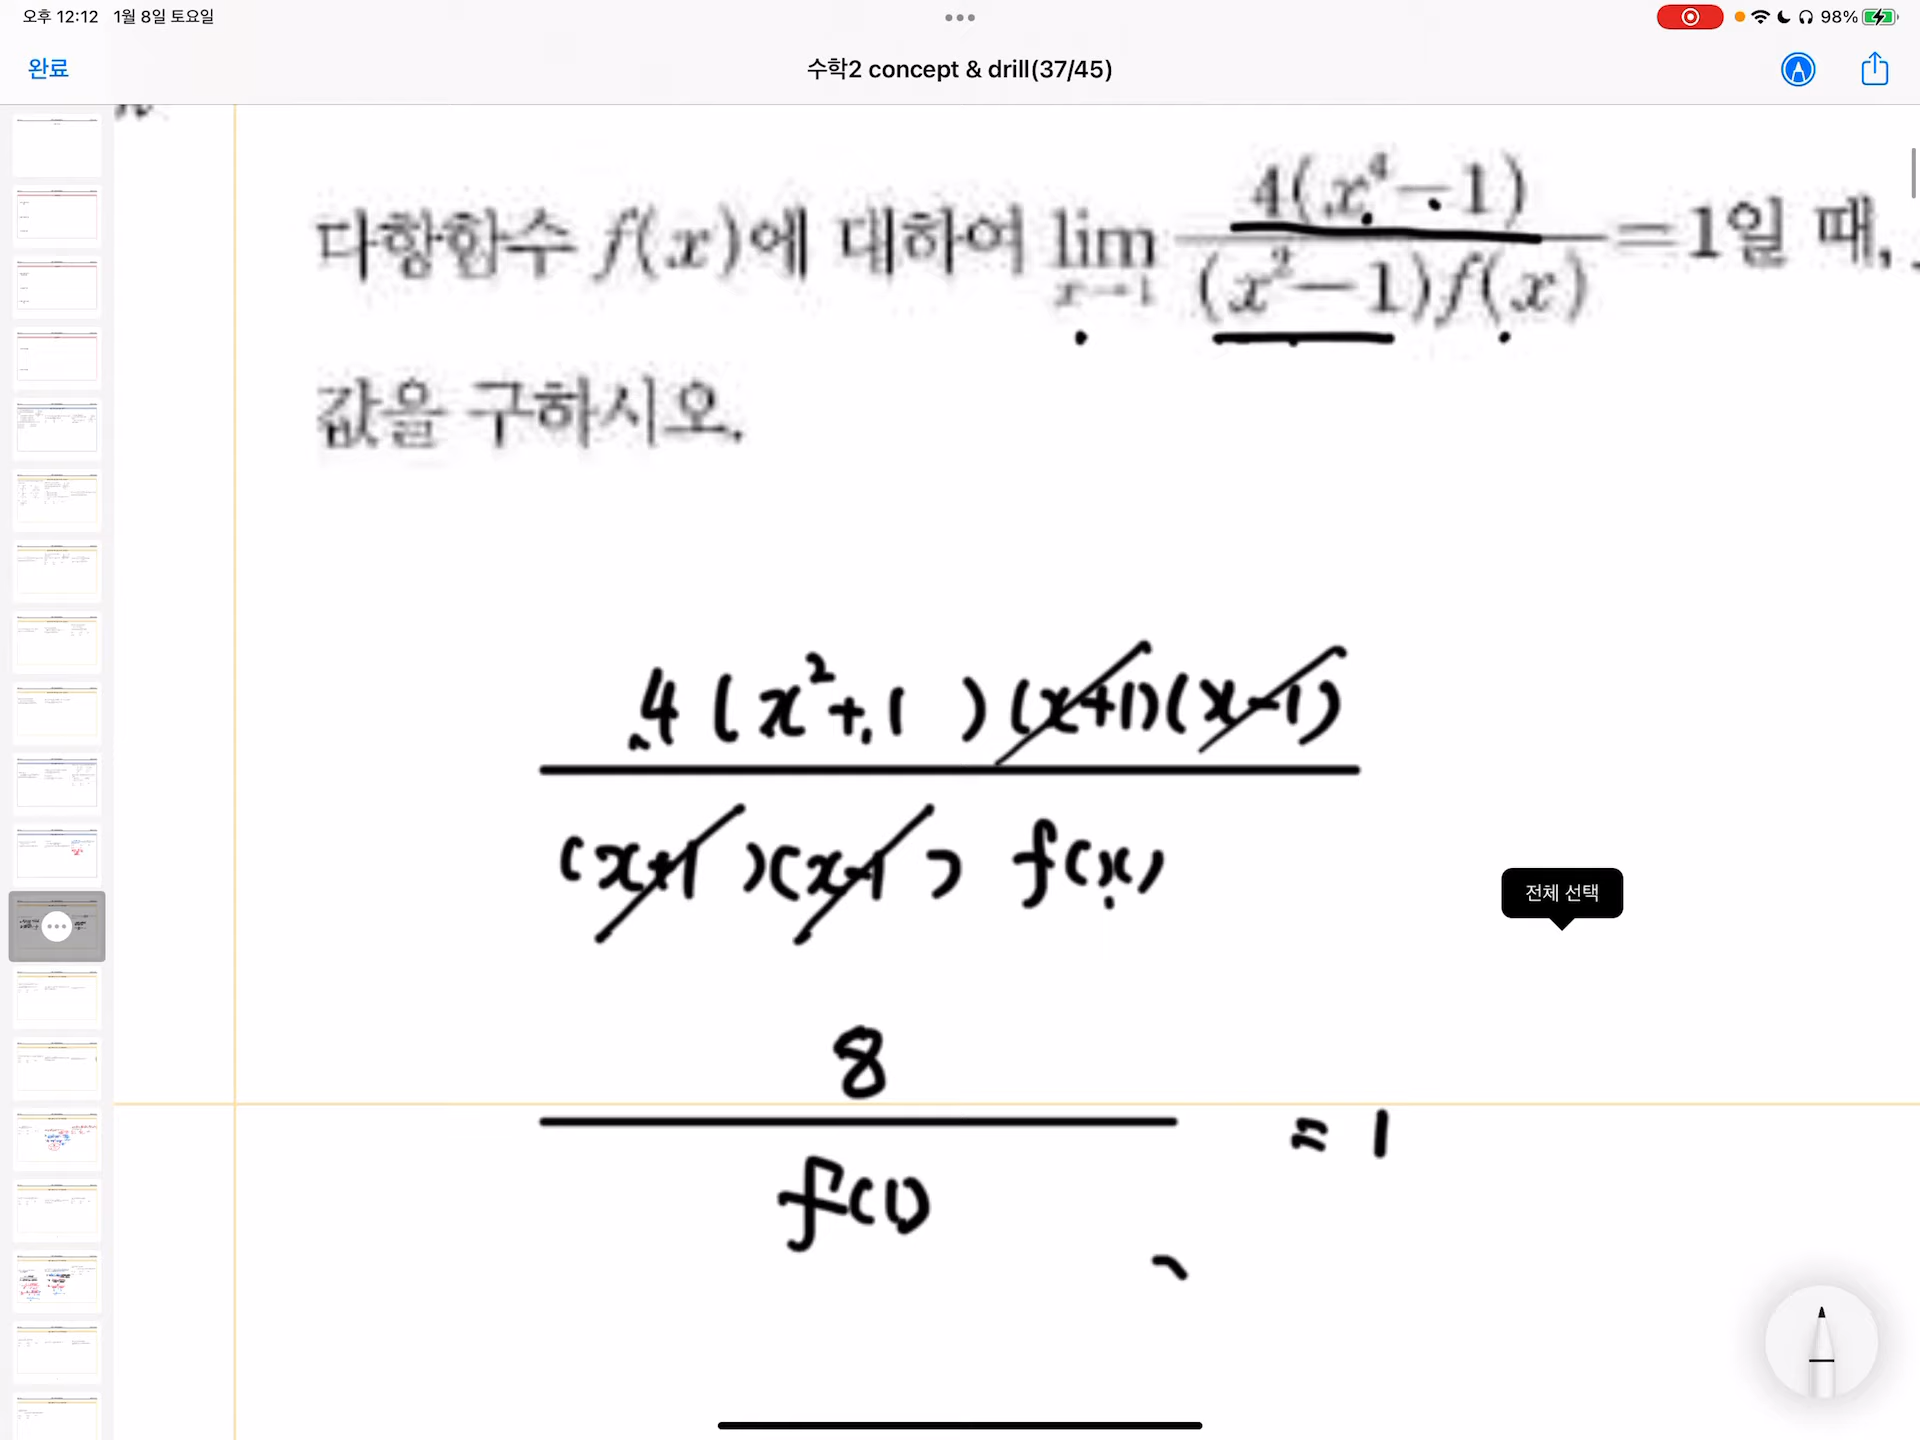 오후 12:12 1월 8일 토요일
98%
완료
수학2 concept & drill(37/45)
다항함수 f(x)에 대하여 lim x→1 4(x⁴-1) / (x²-1)f(x) =1일 때,
값을 구하시오.
4(x²+1)(x+1)(x-1)
(x+1)(x-1) f(x)
전체 선택
8
= 1
f(1)